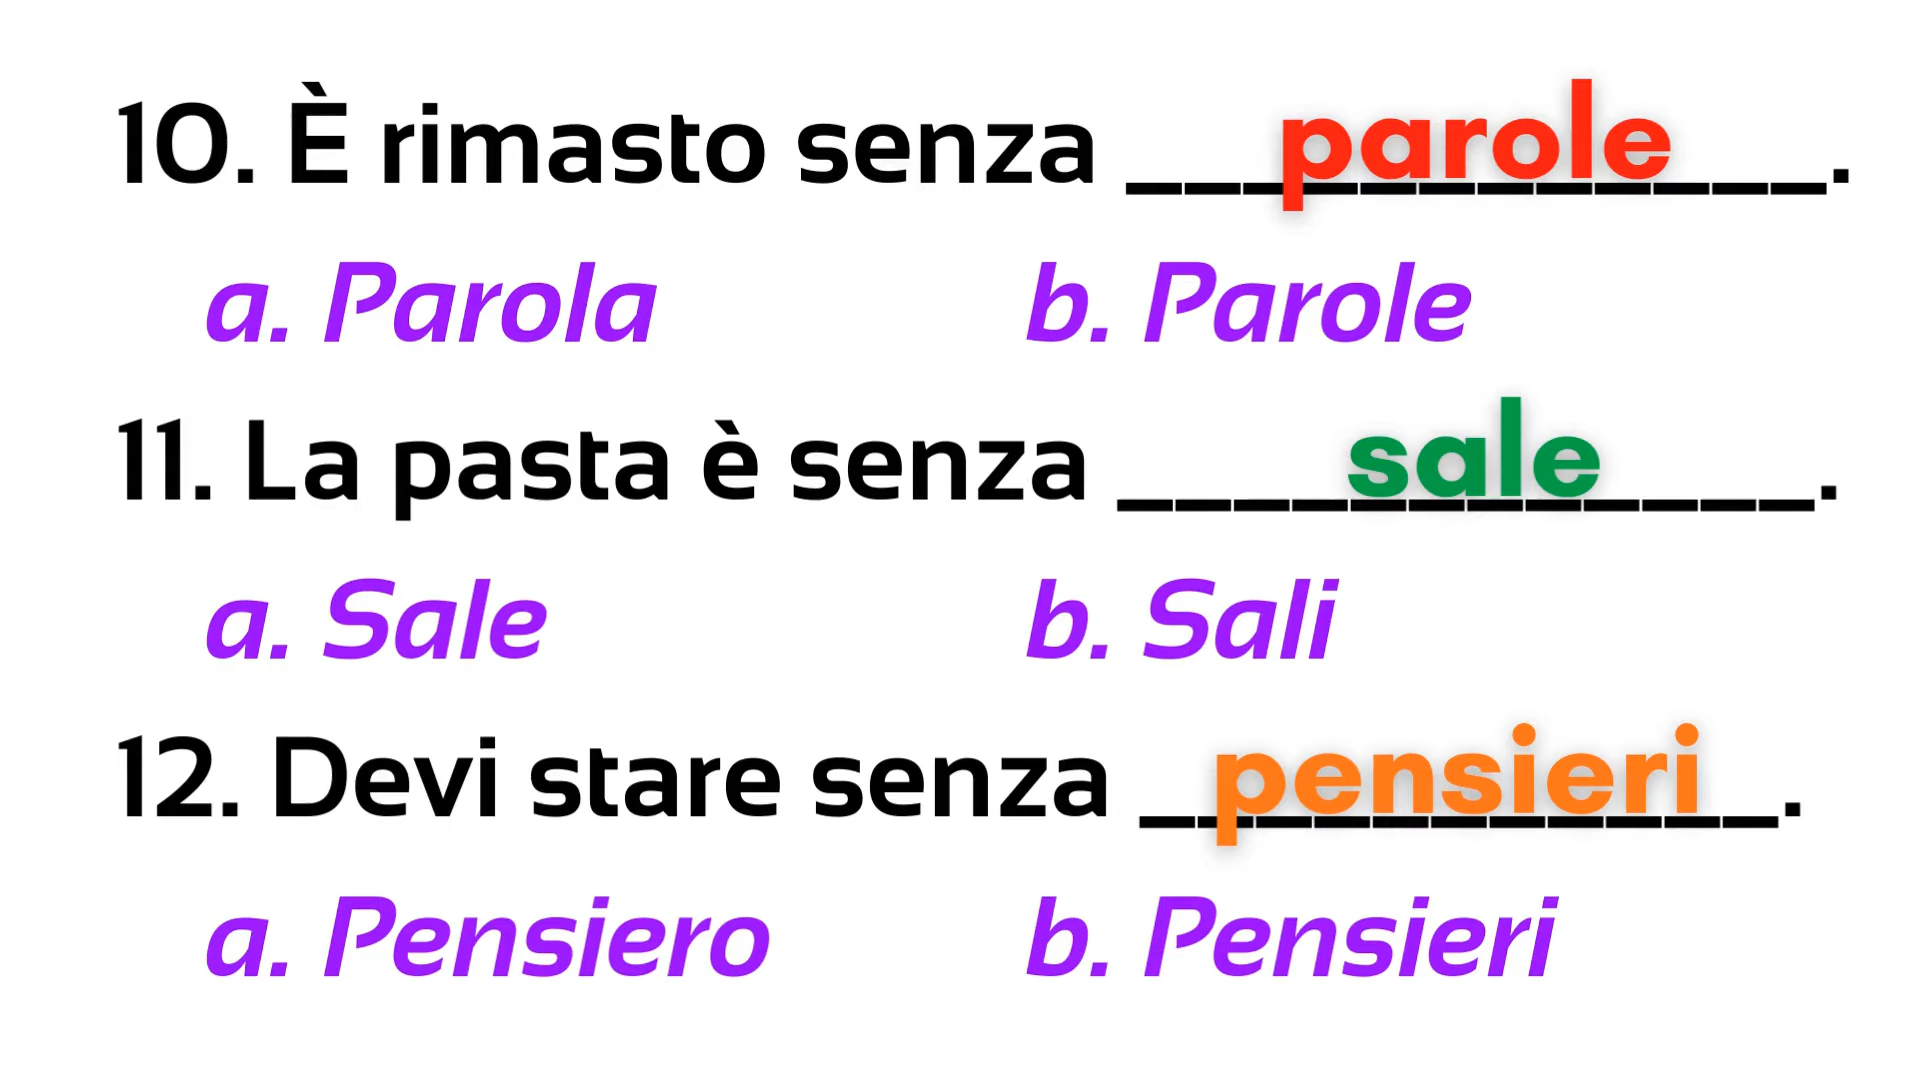 10. È rimasto senza parole.
a. Parola b. Parole
11. La pasta è senza sale.
a. Sale b. Sali
12. Devi stare senza pensieri.
a. Pensiero b. Pensieri